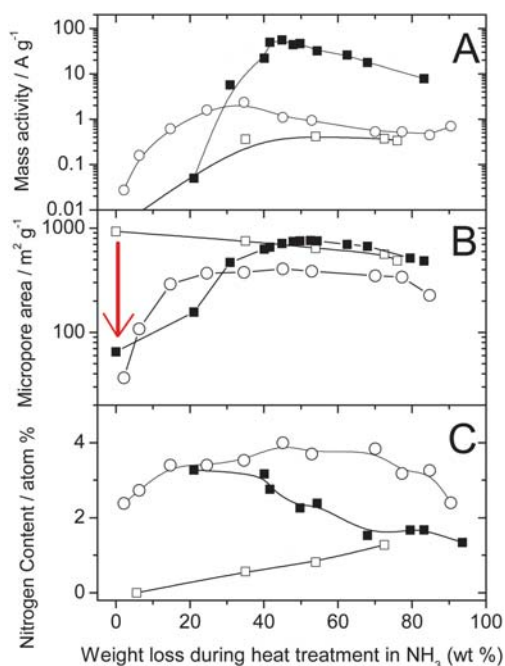 Mass activity / A g⁻¹
100
10
1
0.1
0.01
A
Micropore area / m² g⁻¹
1000
100
B
Nitrogen Content / atom %
4
2
0
C
0 20 40 60 80 100
Weight loss during heat treatment in NH₃ (wt %)